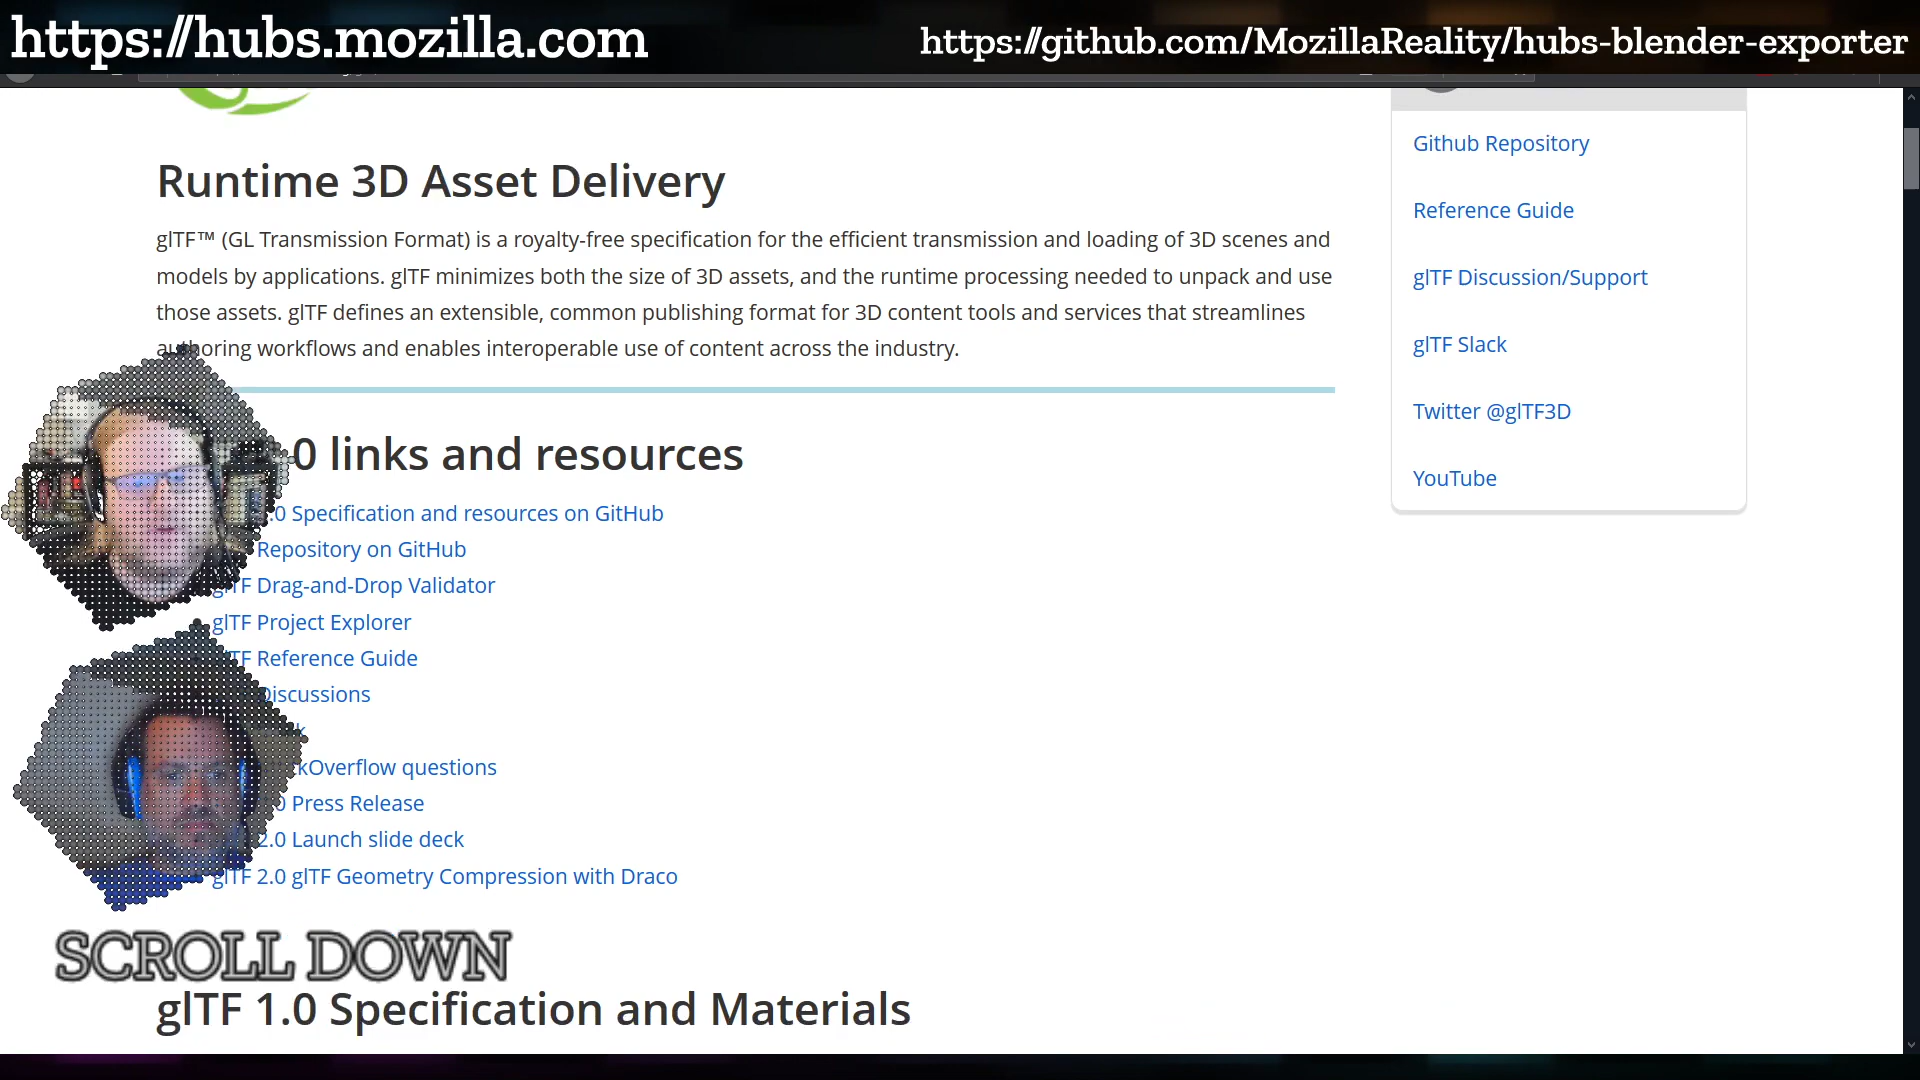 https://hubs.mozilla.com
https://github.com/MozillaReality/hubs-blender-exporter
Runtime 3D Asset Delivery
glTF™ (GL Transmission Format) is a royalty-free specification for the efficient transmission and loading of 3D scenes and
models by applications. glTF minimizes both the size of 3D assets, and the runtime processing needed to unpack and use
those assets. glTF defines an extensible, common publishing format for 3D content tools and services that streamlines
authoring workflows and enables interoperable use of content across the industry.
0 links and resources
.0 Specification and resources on GitHub
Repository on GitHub
glTF Drag-and-Drop Validator
glTF Project Explorer
glTF Reference Guide
Discussions
kOverflow questions
0 Press Release
2.0 Launch slide deck
glTF 2.0 glTF Geometry Compression with Draco
SCROLL DOWN
glTF 1.0 Specification and Materials
Github Repository
Reference Guide
glTF Discussion/Support
glTF Slack
Twitter @glTF3D
YouTube